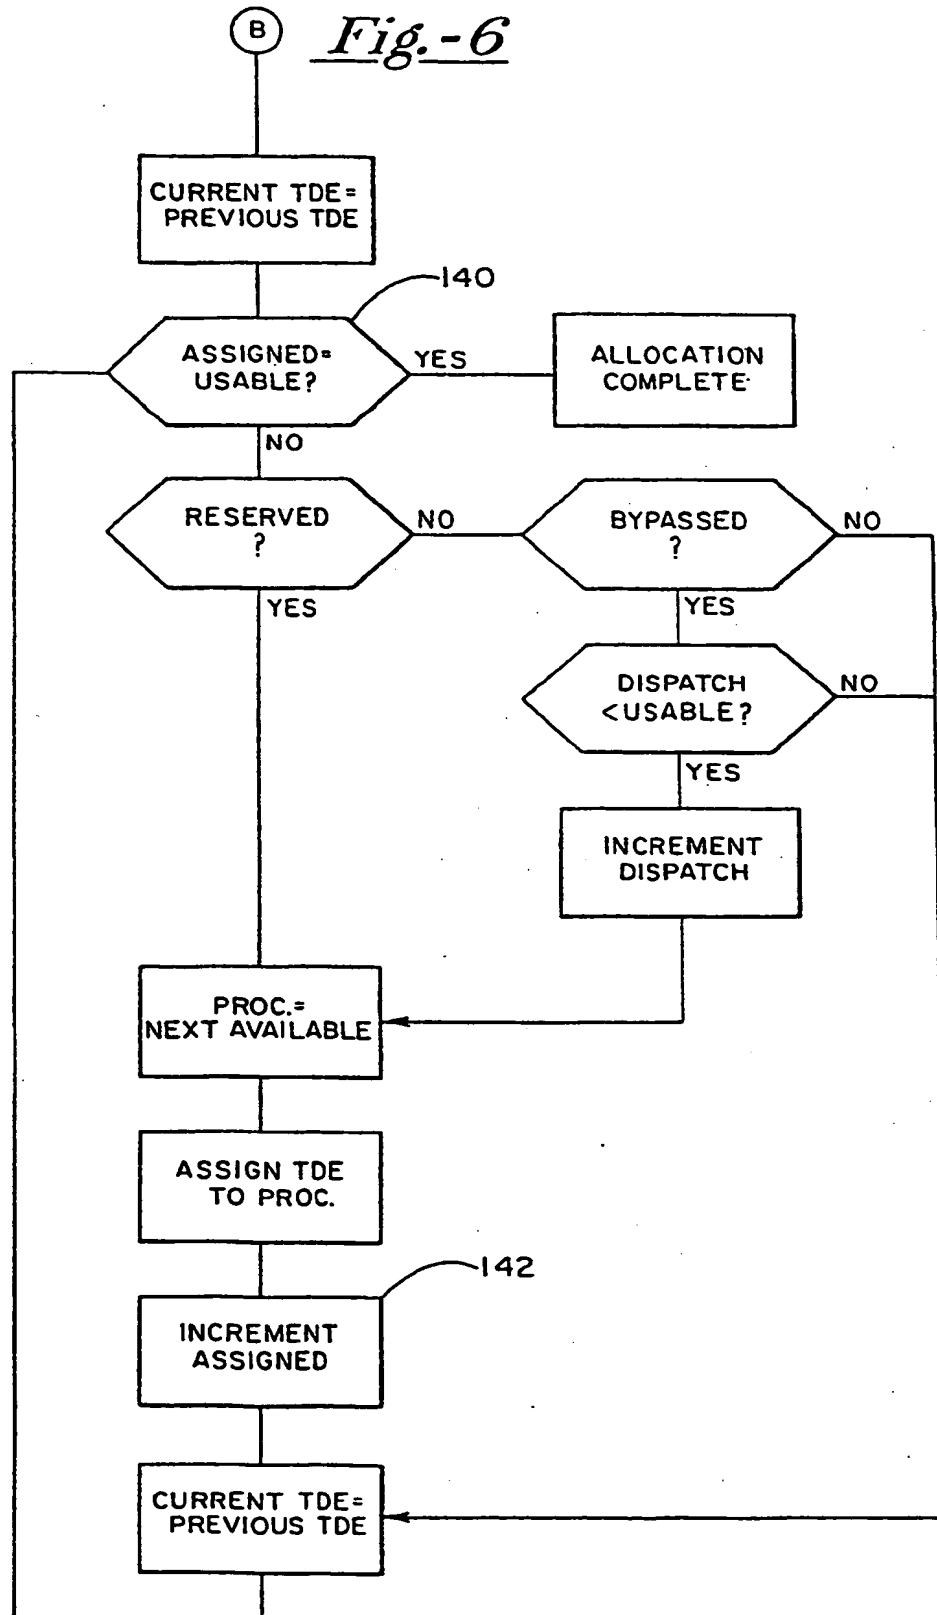 B
Fig.-6
CURRENT TDE=
PREVIOUS TDE
140
ASSIGNED=
USABLE?
YES
ALLOCATION
COMPLETE
NO
RESERVED
?
NO
BYPASSED
?
NO
YES
YES
DISPATCH
<USABLE?
NO
YES
INCREMENT
DISPATCH
PROC.=
NEXT AVAILABLE
ASSIGN TDE
TO PROC.
142
INCREMENT
ASSIGNED
CURRENT TDE=
PREVIOUS TDE